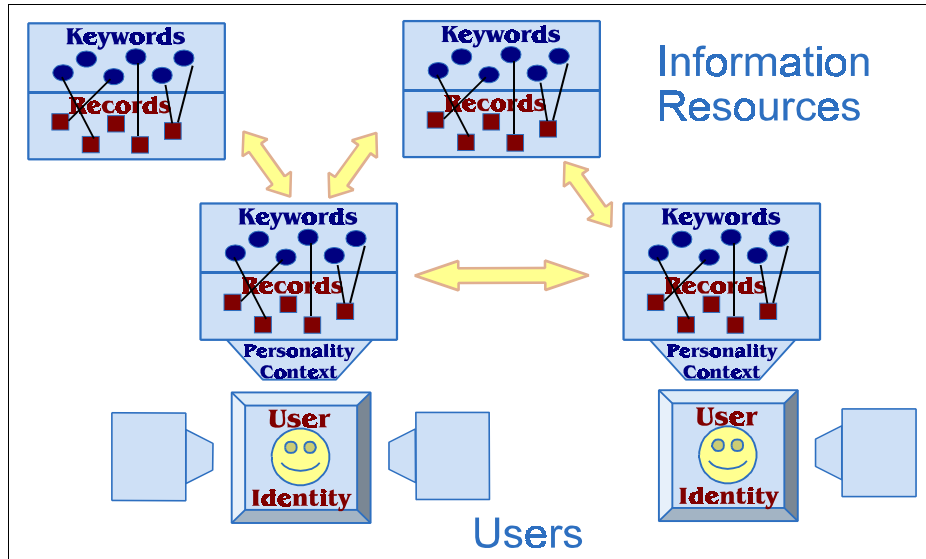 Keywords
Records
Keywords
Records
Information
Resources
Keywords
Records
Personality
Context
Keywords
Records
Personality
Context
User
Identity
User
Identity
Users